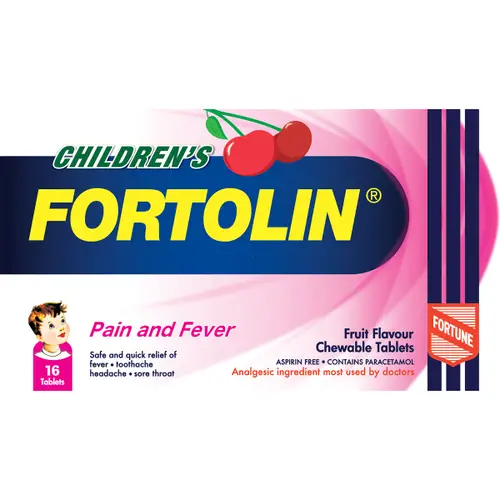 CHILDREN'S
FORTOLIN®
Pain and Fever
Safe and quick relief of
fever • toothache
headache • sore throat
16
Tablets
Fruit Flavour
Chewable Tablets
ASPIRIN FREE • CONTAINS PARACETAMOL
Analgesic ingredient most used by doctors
FORTUNE